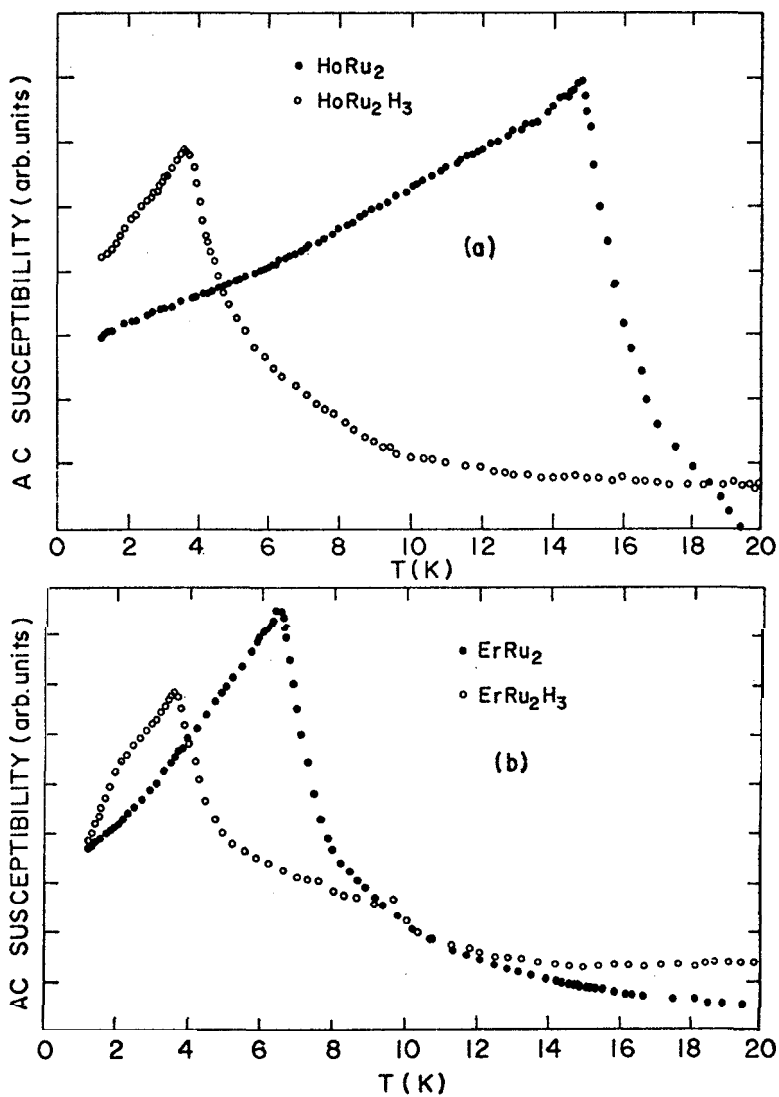 AC SUSCEPTIBILITY (arb. units)
● HoRu₂
○ HoRu₂H₃
(a)
0 2 4 6 8 10 12 14 16 18 20
T(K)
AC SUSCEPTIBILITY (arb. units)
● ErRu₂
○ ErRu₂H₃
(b)
0 2 4 6 8 10 12 14 16 18 20
T(K)